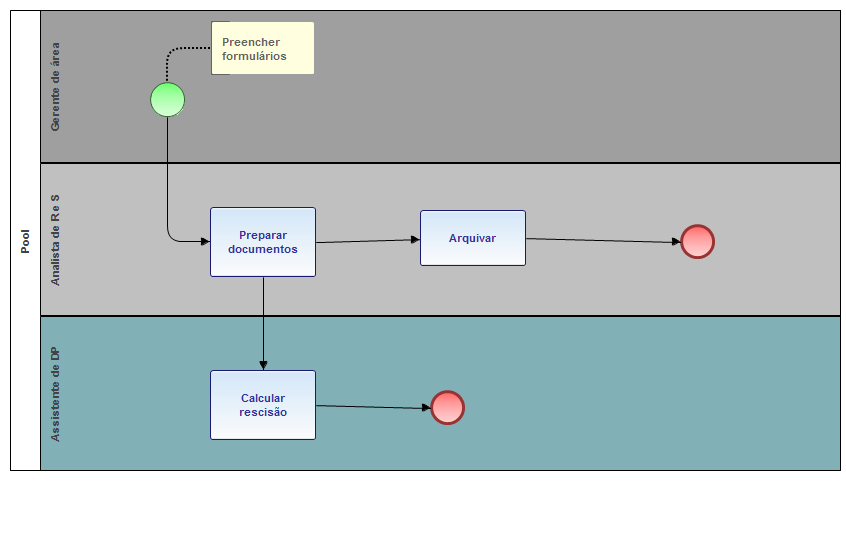 Pool
Gerente de área
Preencher
formulários
Analista de R e S
Preparar
documentos
Arquivar
Assistente de DP
Calcular
rescisão